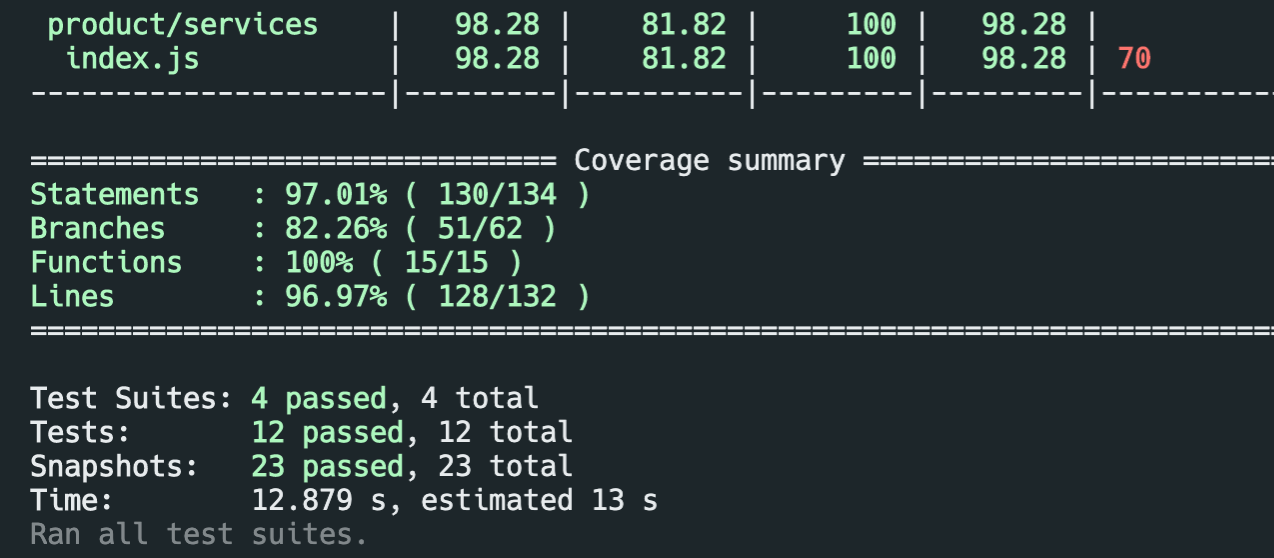 product/services    |   98.28 |    81.82 |     100 |   98.28 |
 index.js           |   98.28 |    81.82 |     100 |   98.28 | 70
---------------------|---------|----------|---------|---------|-----------
=============================== Coverage summary ========================
Statements   : 97.01% ( 130/134 )
Branches     : 82.26% ( 51/62 )
Functions    : 100% ( 15/15 )
Lines        : 96.97% ( 128/132 )
==========================================================================
Test Suites: 4 passed, 4 total
Tests:       12 passed, 12 total
Snapshots:   23 passed, 23 total
Time:        12.879 s, estimated 13 s
Ran all test suites.